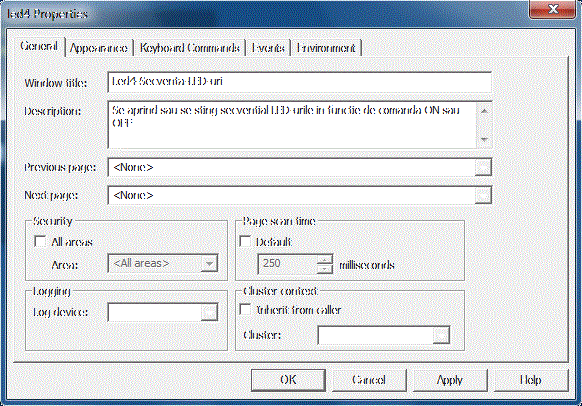 led4 Properties
General Appearance Keyboard Commands Events Environment
Window title: Led4-Secventa-LED-uri
Description: Se aprind sau se sting secvential LED-urile in functie de comanda ON sau
OFF
Previous page: <None>
Next page: <None>
Security
All areas
Area: <All areas>
Page scan time
Default
250 milliseconds
Logging
Log device:
Cluster context
Inherit from caller
Cluster:
OK Cancel Apply Help